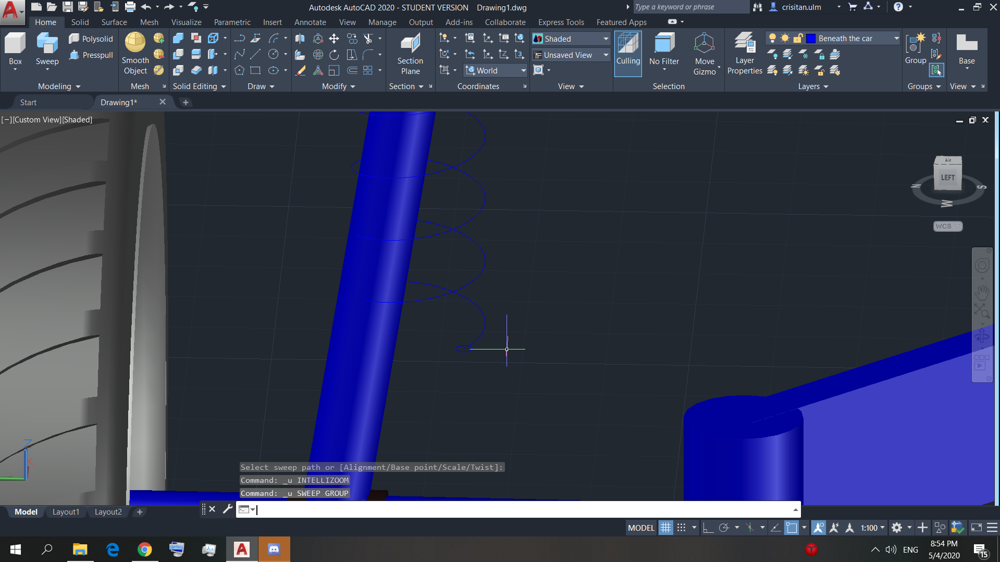 Autodesk AutoCAD 2020 - STUDENT VERSION Drawing1.dwg
Type a keyword or phrase
crisitan.ulm
Home Solid Surface Mesh Visualize Parametric Insert Annotate View Manage Output Add-ins Collaborate Express Tools Featured Apps
Box
Sweep
Polysolid
Presspull
Modeling
Smooth
Object
Mesh
Solid Editing
Draw
Modify
Section
Plane
Section
World
Coordinates
Shaded
Unsaved View
View
Culling
No Filter
Move
Gizmo
Selection
Layer
Properties
Beneath the car
Layers
Group
Groups
Base
View
Start
Drawing1*
[−][Custom View][Shaded]
LEFT
N
S
W
WCS
Z
Select sweep path or [Alignment/Base point/Scale/Twist]:
Command: _u INTELLIZOOM
Command: _u SWEEP GROUP
Model Layout1 Layout2
MODEL
1:100
ENG
8:54 PM
5/4/2020
15